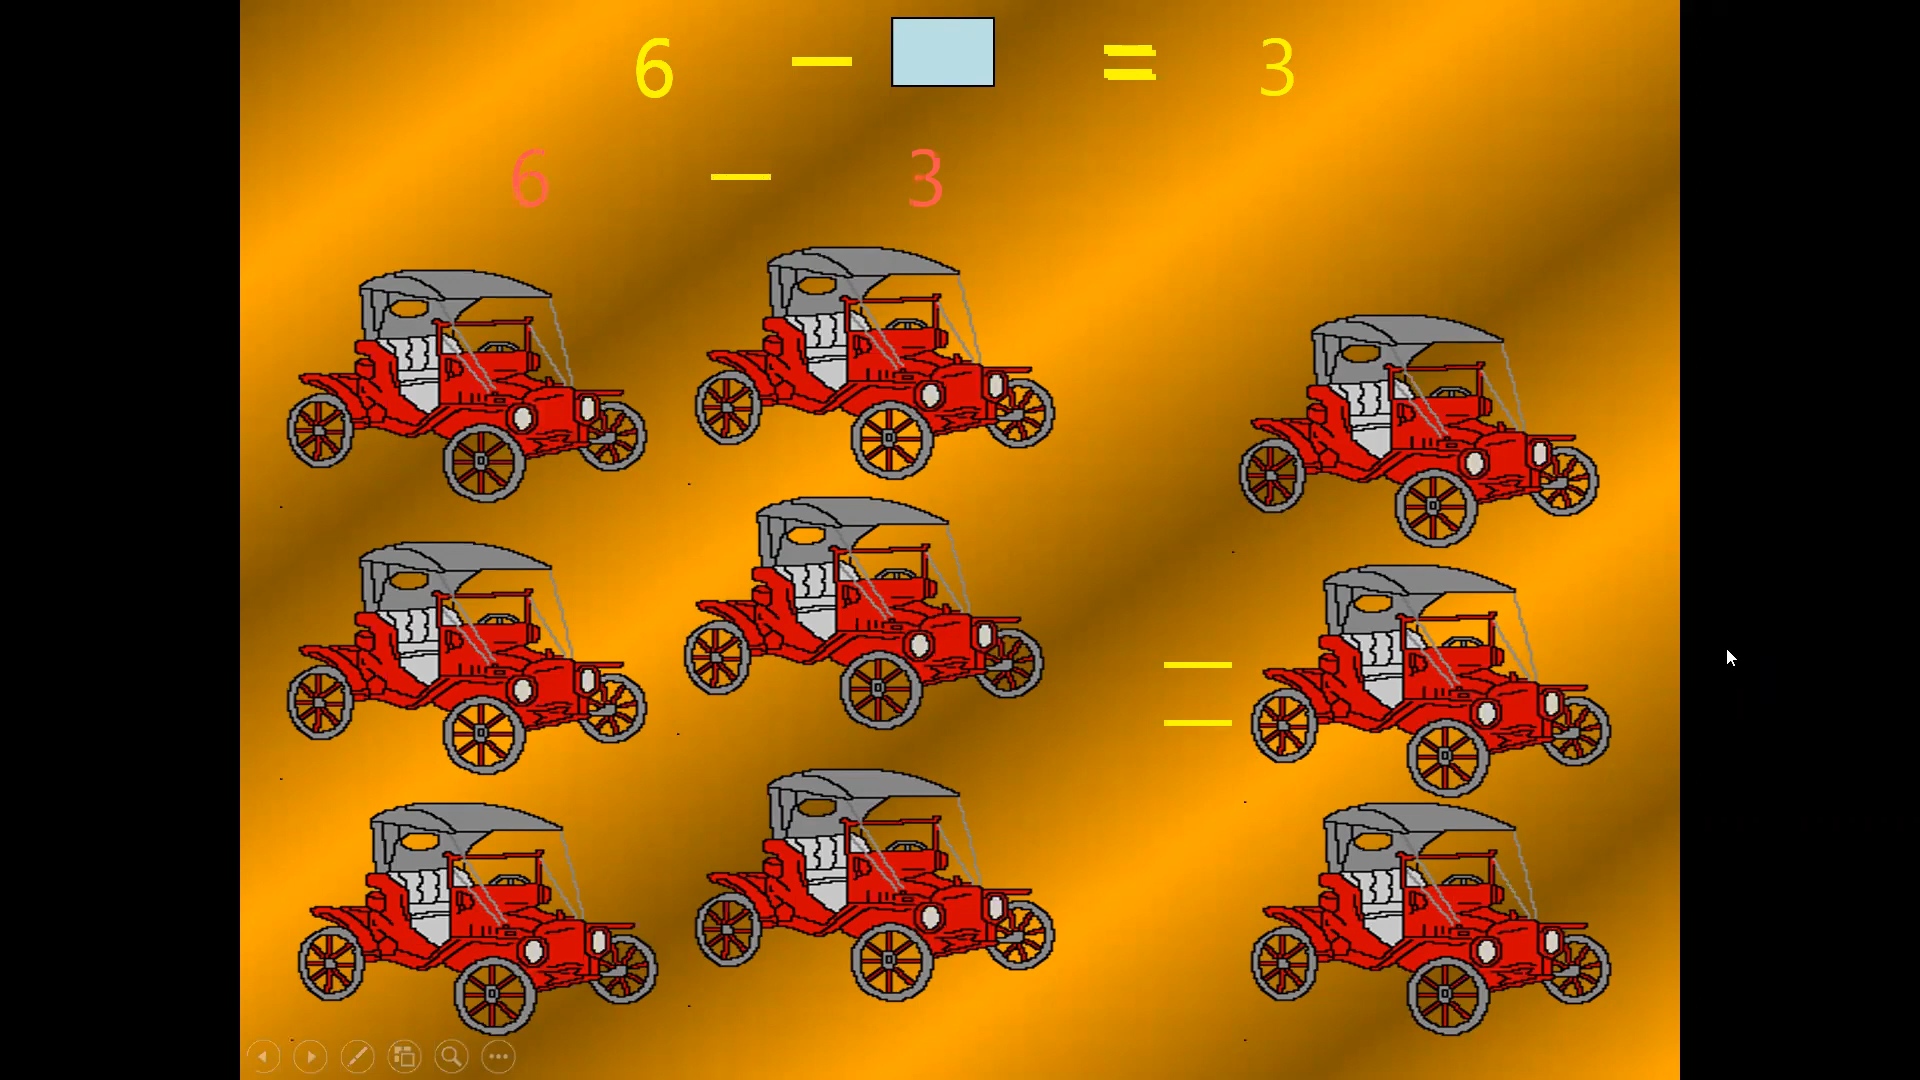 6 — = 3
6 — 3
=